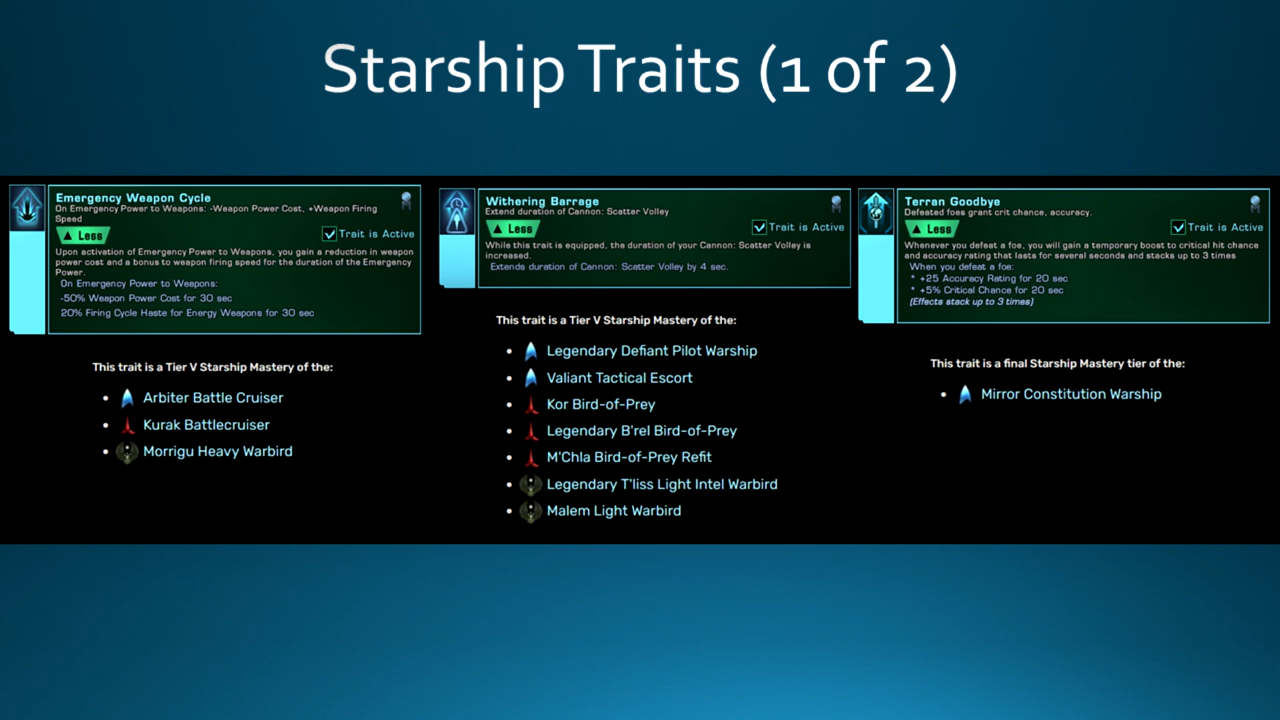 Starship Traits (1 of 2)
Emergency Weapon Cycle
On Emergency Power to Weapons: -Weapon Power Cost, +Weapon Firing
Speed
Less
Trait is Active
Upon activation of Emergency Power to Weapons, you gain a reduction in weapon
power cost and a bonus to weapon firing speed for the duration of the Emergency
Power.
On Emergency Power to Weapons:
-50% Weapon Power Cost for 30 sec
20% Firing Cycle Haste for Energy Weapons for 30 sec
This trait is a Tier V Starship Mastery of the:
• Arbiter Battle Cruiser
• Kurak Battlecruiser
• Morrigu Heavy Warbird
Withering Barrage
Extend duration of Cannon: Scatter Volley
Less
Trait is Active
While this trait is equipped, the duration of your Cannon: Scatter Volley is
increased.
Extends duration of Cannon: Scatter Volley by 4 sec.
This trait is a Tier V Starship Mastery of the:
• Legendary Defiant Pilot Warship
• Valiant Tactical Escort
• Kor Bird-of-Prey
• Legendary B'rel Bird-of-Prey
• M'Chla Bird-of-Prey Refit
• Legendary T'liss Light Intel Warbird
• Malem Light Warbird
Terran Goodbye
Defeated foes grant crit chance, accuracy.
Less
Trait is Active
Whenever you defeat a foe, you will gain a temporary boost to critical hit chance
and accuracy rating that lasts for several seconds and stacks up to 3 times
When you defeat a foe:
* +25 Accuracy Rating for 20 sec
* +5% Critical Chance for 20 sec
(Effects stack up to 3 times)
This trait is a final Starship Mastery tier of the:
• Mirror Constitution Warship